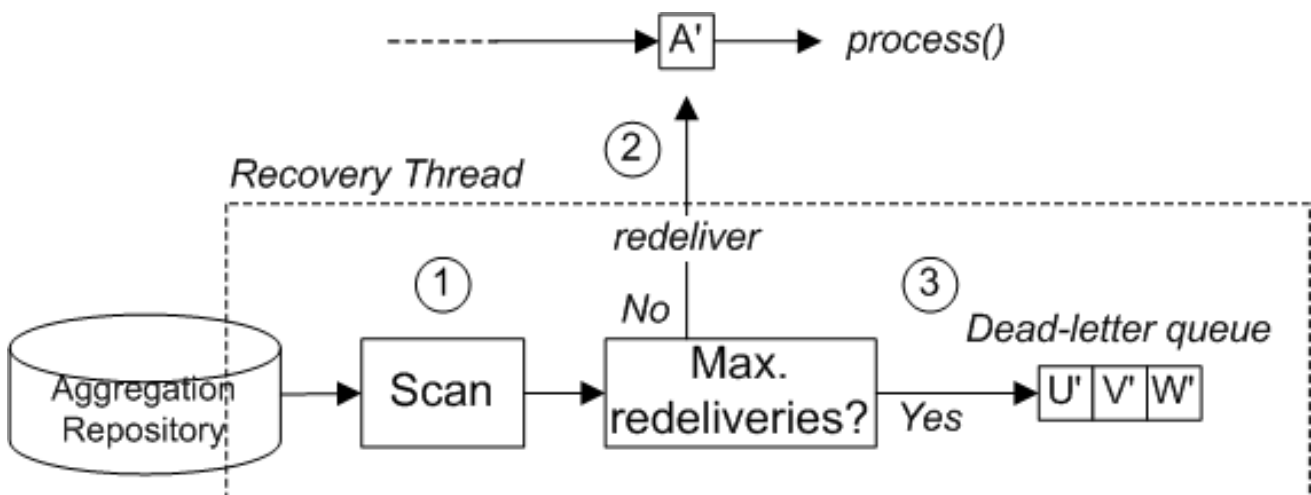 A'
process()
2
Recovery Thread
redeliver
1
3
No
Dead-letter queue
Aggregation
Repository
Scan
Max.
redeliveries?
Yes
U' V' W'